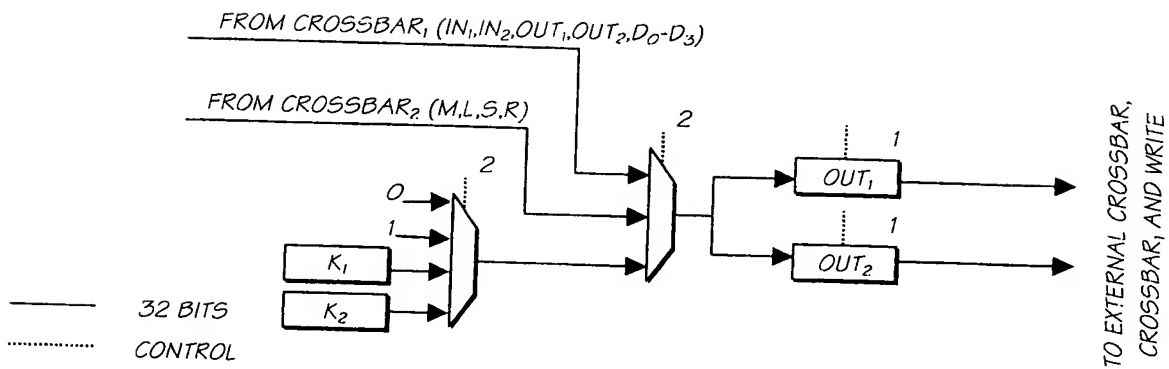 FROM CROSSBAR₁ (IN₁,IN₂,OUT₁,OUT₂,D₀-D₃)
FROM CROSSBAR₂ (M,L,S,R)
2
2
0
1
K₁
K₂
1
OUT₁
1
OUT₂
TO EXTERNAL CROSSBAR,
CROSSBAR, AND WRITE
32 BITS
CONTROL